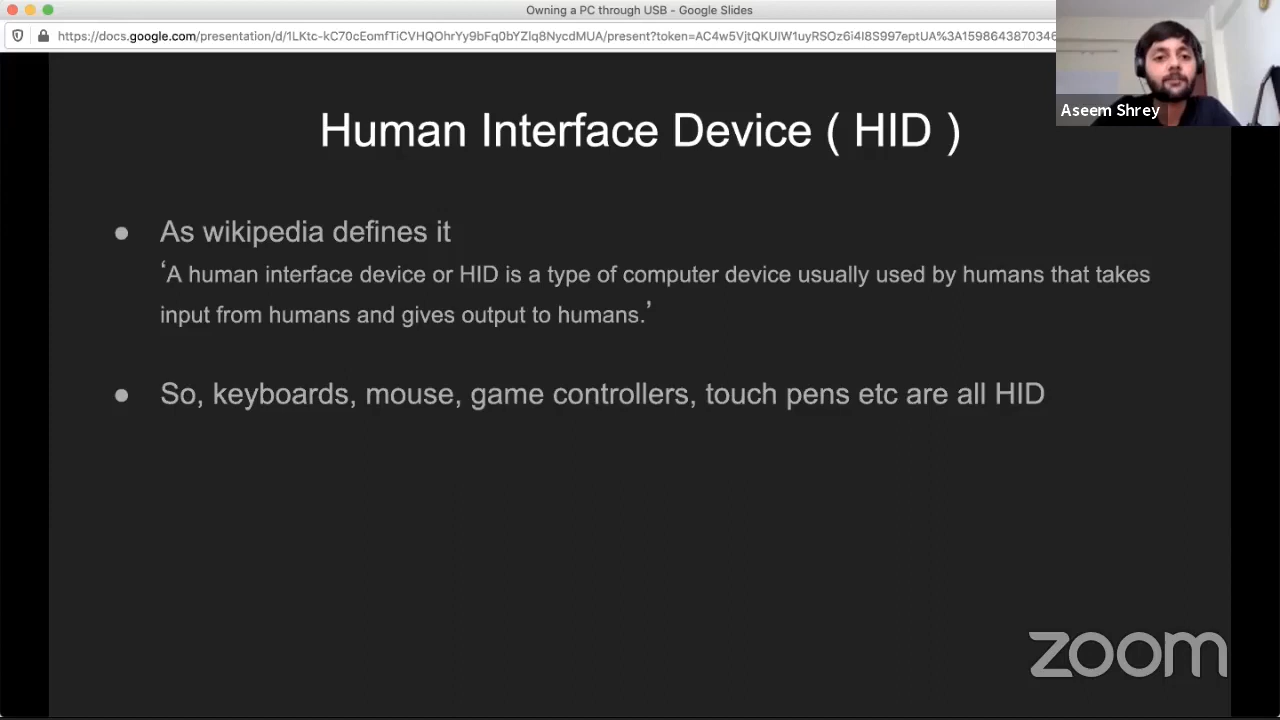 Owning a PC through USB - Google Slides
https://docs.google.com/presentation/d/1LKtc-kC70cEomfTiCVHQOhrYy9bFq0bYZIq8NycdMUA/present?token=AC4w5VjtQKUIW1uyRSOz6i4I8S997eptUA%3A1598643870346
Aseem Shrey
Human Interface Device ( HID )
● As wikipedia defines it
‘A human interface device or HID is a type of computer device usually used by humans that takes
input from humans and gives output to humans.’
● So, keyboards, mouse, game controllers, touch pens etc are all HID
zoom